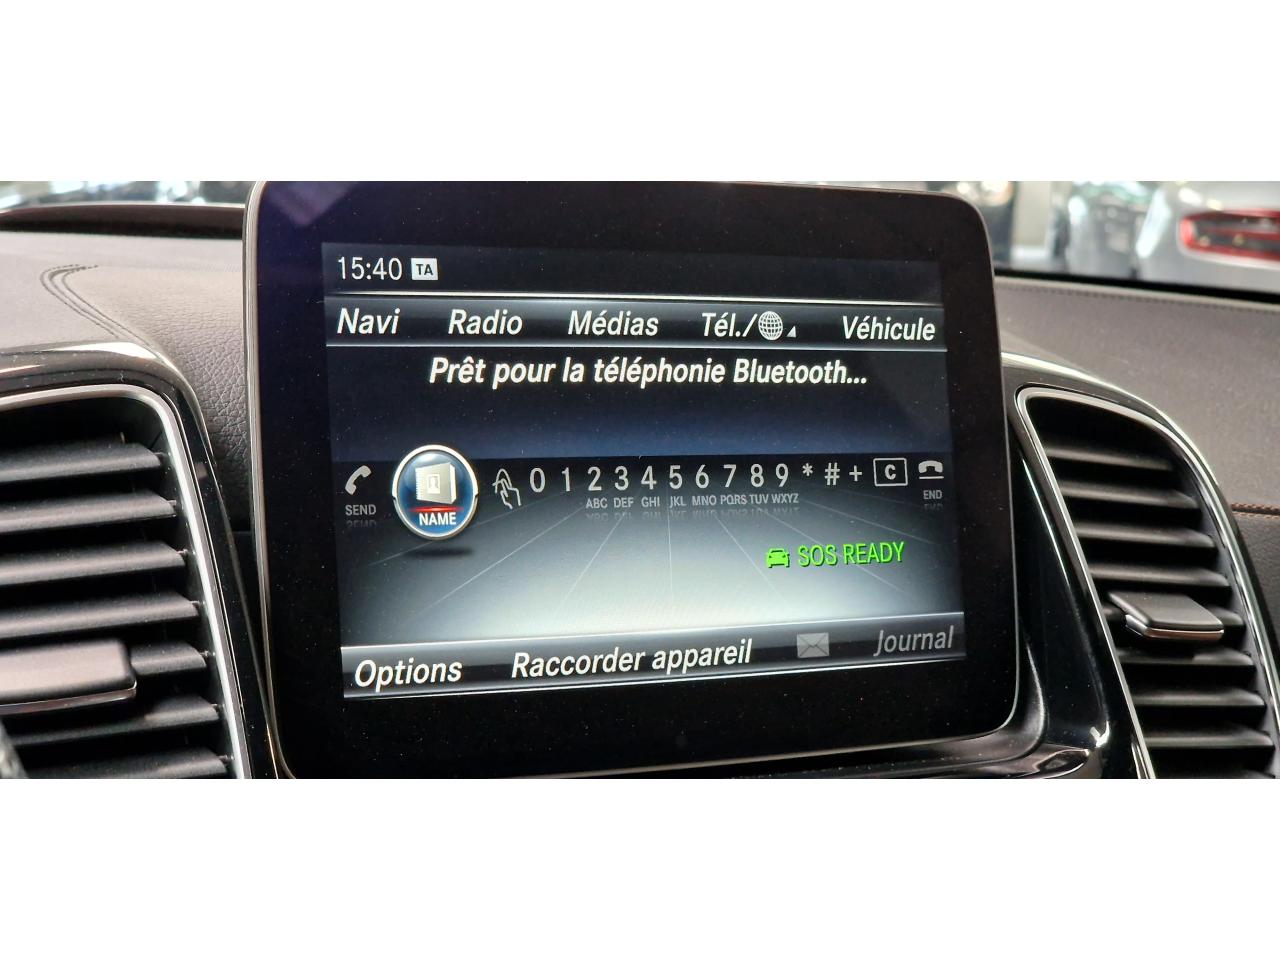 15:40 TA
Navi Radio Médias Tél./ Véhicule
Prêt pour la téléphonie Bluetooth...
SEND NAME 0 1 2 3 4 5 6 7 8 9 * # + C END
ABC DEF GHI JKL MNO PQRS TUV WXYZ
SOS READY
Options Raccorder appareil Journal